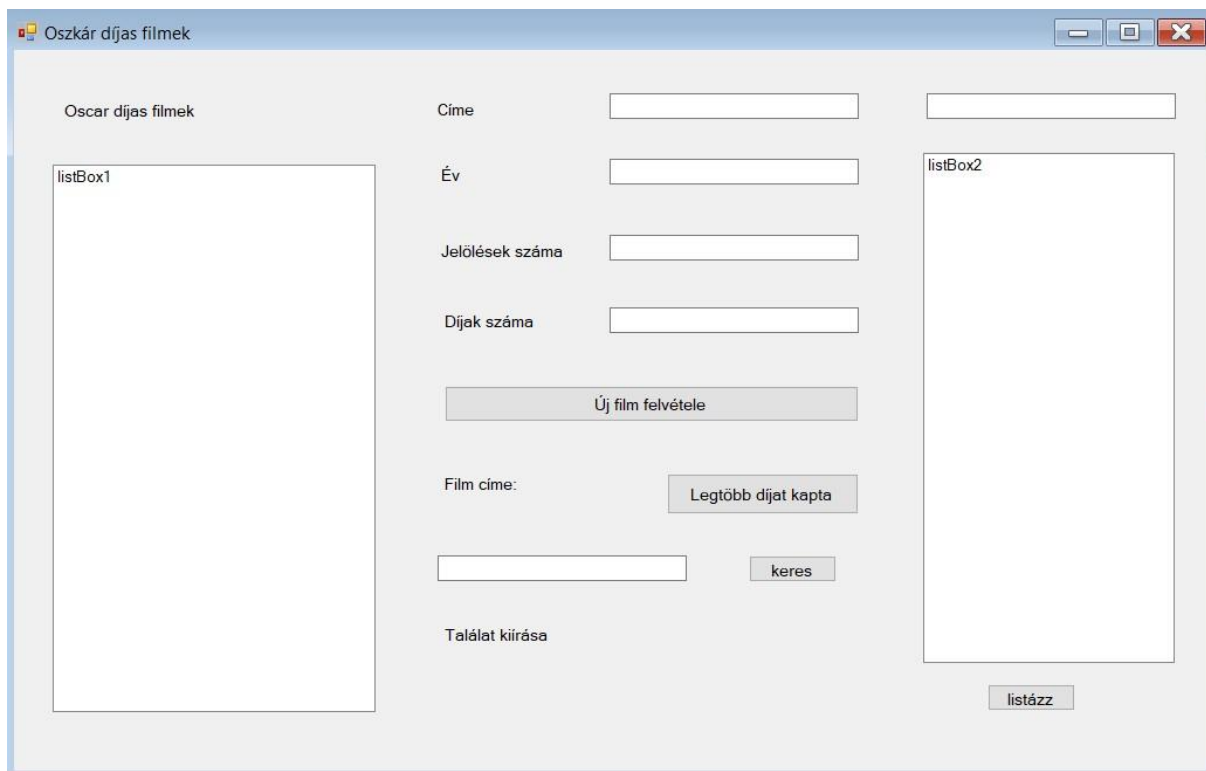 Oszkár díjas filmek
Oscar díjas filmek
listBox1
Címe
Év
Jelölések száma
Díjak száma
Új film felvétele
Film címe:
Legtöbb díjat kapta
keres
Találat kiírása
listBox2
listázz